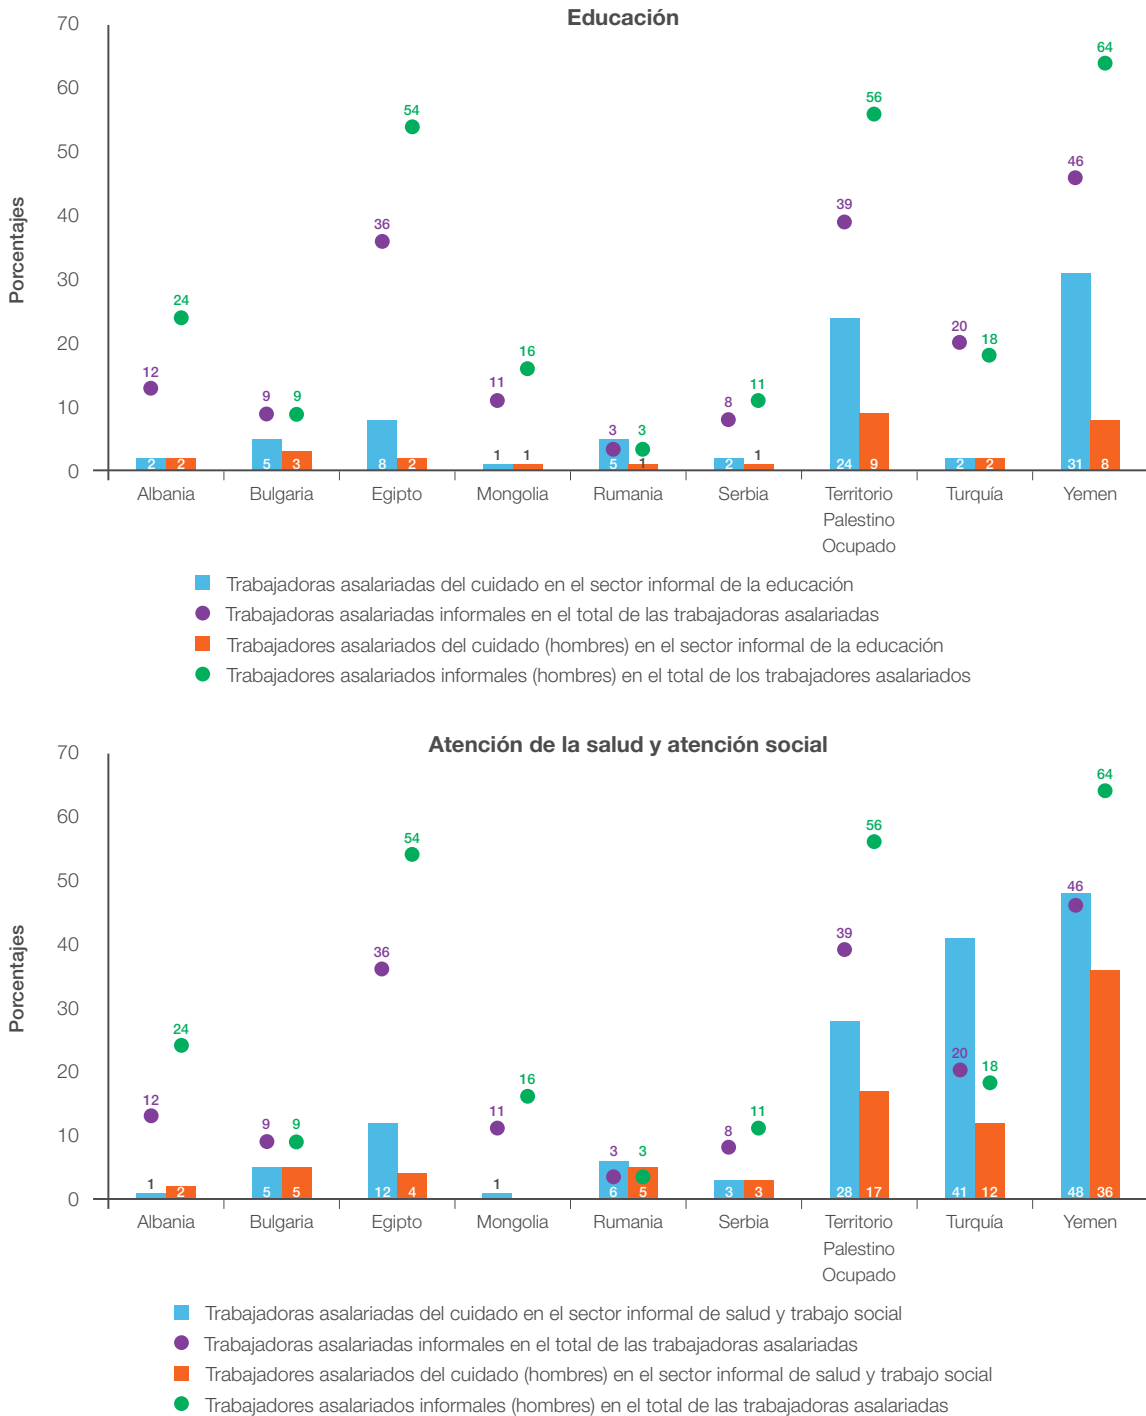 Educación
Porcentajes
70
60
50
40
30
20
10
0
12 24 9 9 36 54 11 16 3 3 8 11 39 56 20 18 46 64
2 2 5 3 8 2 1 1 5 1 2 1 24 9 2 2 31 8
Albania Bulgaria Egipto Mongolia Rumania Serbia Territorio Palestino Ocupado Turquía Yemen
Trabajadoras asalariadas del cuidado en el sector informal de la educación
Trabajadoras asalariadas informales en el total de las trabajadoras asalariadas
Trabajadores asalariados del cuidado (hombres) en el sector informal de la educación
Trabajadores asalariados informales (hombres) en el total de los trabajadores asalariados
Atención de la salud y atención social
Porcentajes
70
60
50
40
30
20
10
0
12 24 9 9 36 54 11 16 3 3 8 11 39 56 20 18 46 64
1 2 5 5 12 4 1 6 5 3 3 28 17 41 12 48 36
Albania Bulgaria Egipto Mongolia Rumania Serbia Territorio Palestino Ocupado Turquía Yemen
Trabajadoras asalariadas del cuidado en el sector informal de salud y trabajo social
Trabajadoras asalariadas informales en el total de las trabajadoras asalariadas
Trabajadores asalariados del cuidado (hombres) en el sector informal de salud y trabajo social
Trabajadores asalariados informales (hombres) en el total de las trabajadoras asalariadas